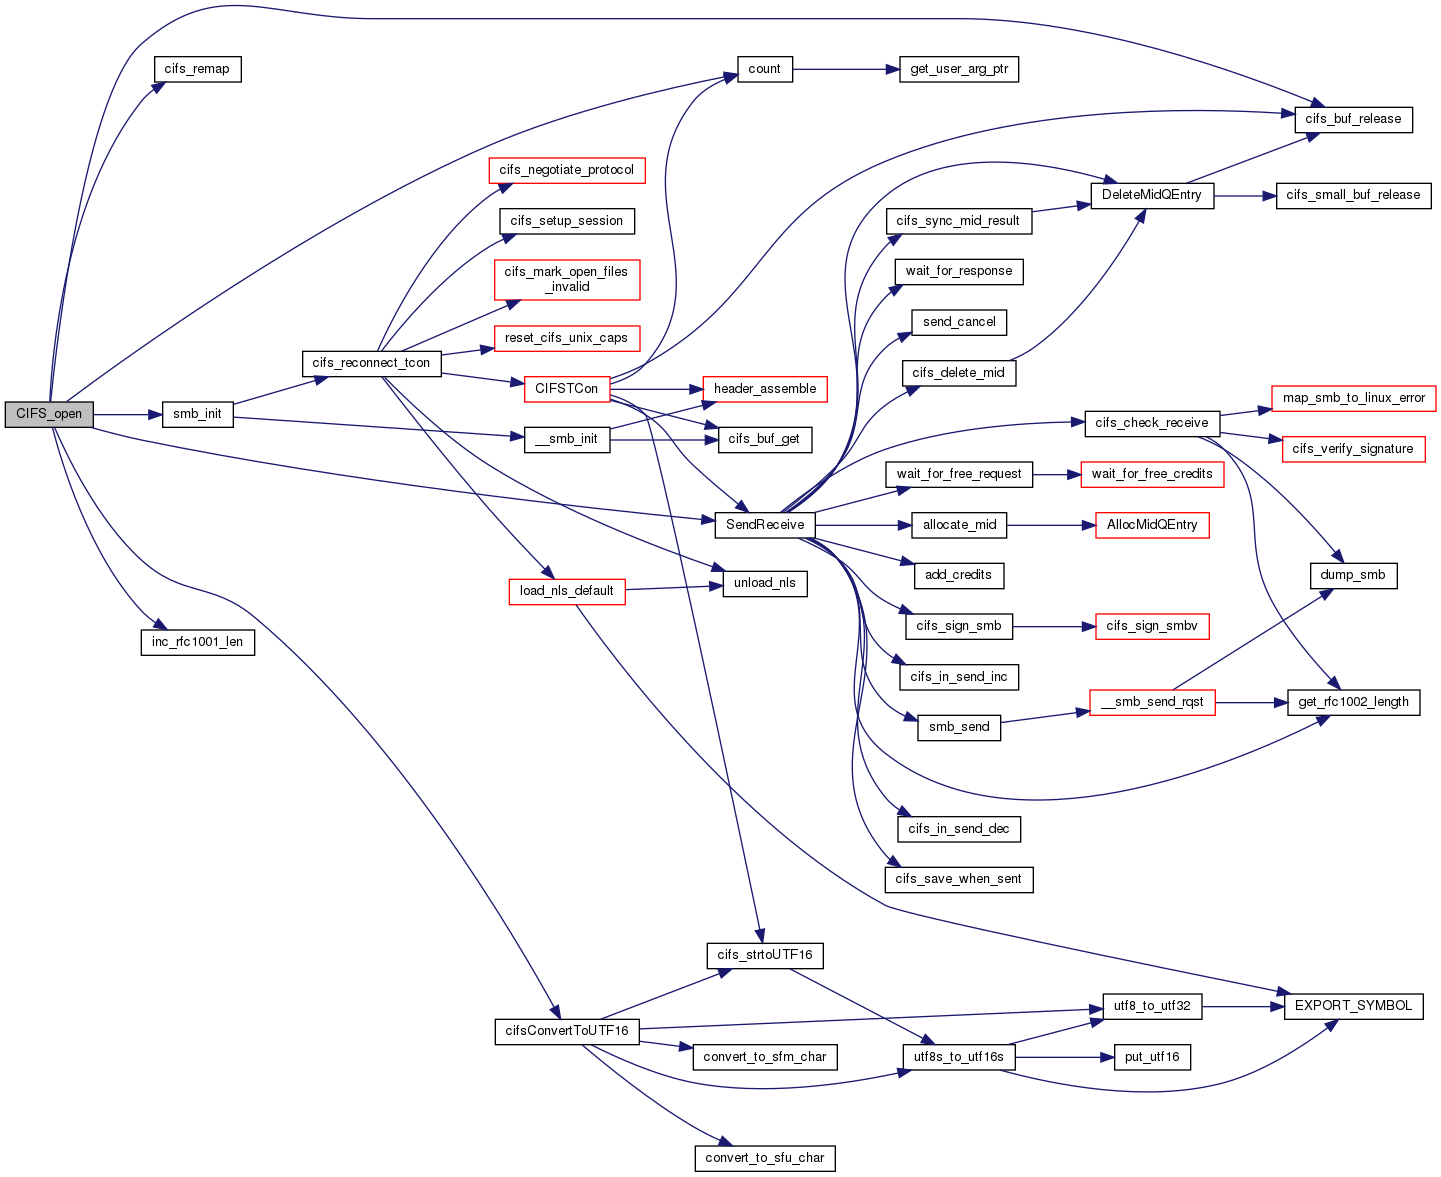 cifs_remap
count
get_user_arg_ptr
cifs_buf_release
cifs_negotiate_protocol
DeleteMidQEntry
cifs_small_buf_release
cifs_setup_session
cifs_sync_mid_result
cifs_mark_open_files
_invalid
wait_for_response
reset_cifs_unix_caps
send_cancel
cifs_reconnect_tcon
cifs_delete_mid
CIFSTCon
header_assemble
map_smb_to_linux_error
CIFS_open
smb_init
cifs_check_receive
__smb_init
cifs_buf_get
cifs_verify_signature
wait_for_free_request
wait_for_free_credits
SendReceive
allocate_mid
AllocMidQEntry
add_credits
dump_smb
unload_nls
load_nls_default
cifs_sign_smb
cifs_sign_smbv
inc_rfc1001_len
cifs_in_send_inc
__smb_send_rqst
get_rfc1002_length
smb_send
cifs_in_send_dec
cifs_save_when_sent
cifs_strtoUTF16
utf8_to_utf32
EXPORT_SYMBOL
cifsConvertToUTF16
convert_to_sfm_char
utf8s_to_utf16s
put_utf16
convert_to_sfu_char